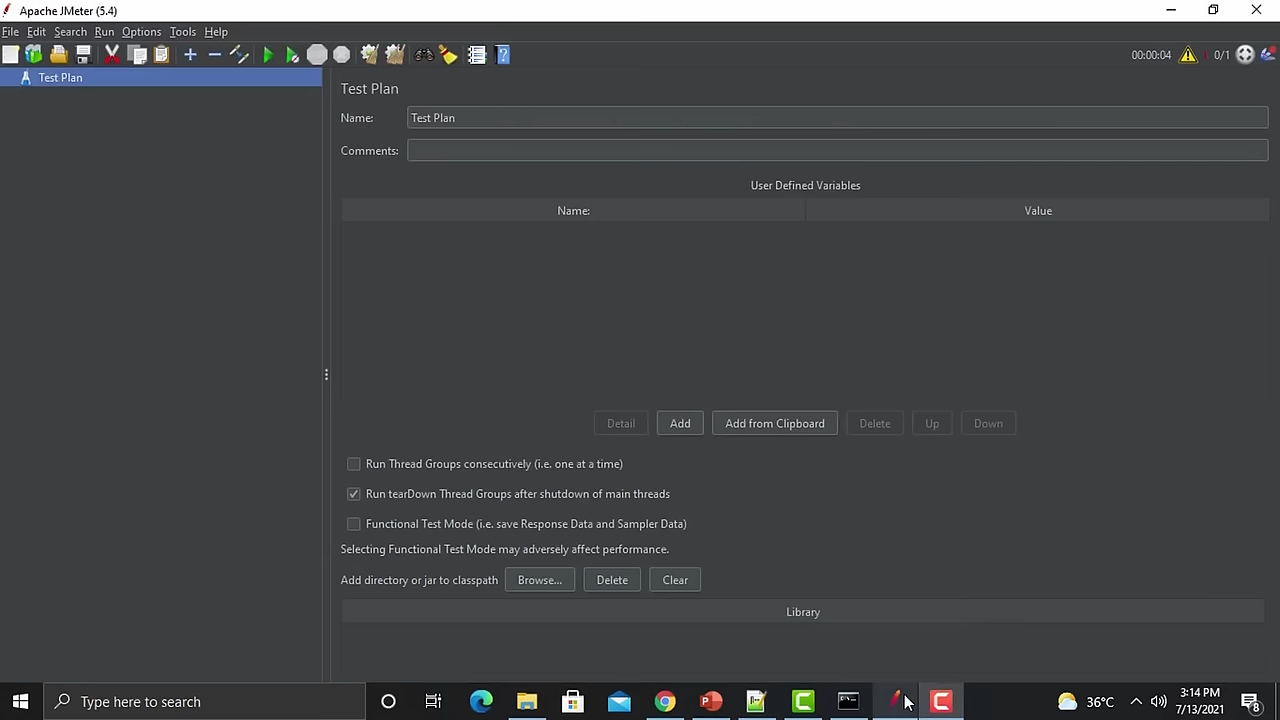 Apache JMeter (5.4)
File Edit Search Run Options Tools Help
00:00:04 0/1
Test Plan
Test Plan
Name: Test Plan
Comments:
User Defined Variables
Name: Value
Detail Add Add from Clipboard Delete Up Down
Run Thread Groups consecutively (i.e. one at a time)
Run tearDown Thread Groups after shutdown of main threads
Functional Test Mode (i.e. save Response Data and Sampler Data)
Selecting Functional Test Mode may adversely affect performance.
Add directory or jar to classpath Browse... Delete Clear
Library
Type here to search
36°C
3:14 PM
7/13/2021
8